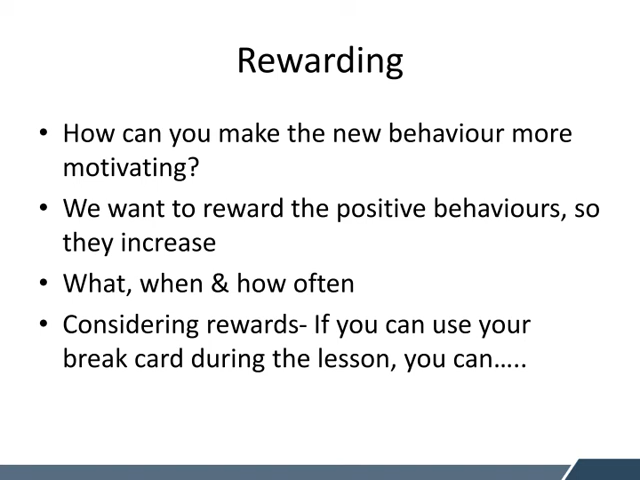 Rewarding
• How can you make the new behaviour more
motivating?
• We want to reward the positive behaviours, so
they increase
• What, when & how often
• Considering rewards- If you can use your
break card during the lesson, you can…..